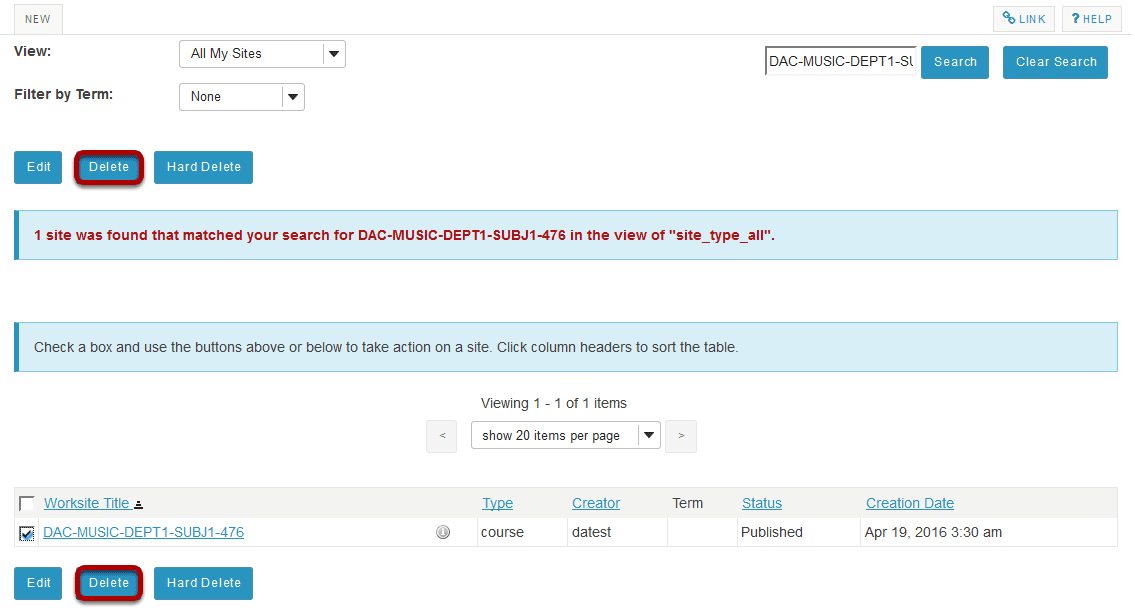 NEW
LINK
? HELP
View:
All My Sites
DAC-MUSIC-DEPT1-SU
Search
Clear Search
Filter by Term:
None
Edit
Delete
Hard Delete
1 site was found that matched your search for DAC-MUSIC-DEPT1-SUBJ1-476 in the view of "site_type_all".
Check a box and use the buttons above or below to take action on a site. Click column headers to sort the table.
Viewing 1 - 1 of 1 items
<
show 20 items per page
>
Worksite Title Type Creator Term Status Creation Date
DAC-MUSIC-DEPT1-SUBJ1-476 course datest Published Apr 19, 2016 3:30 am
Edit
Delete
Hard Delete